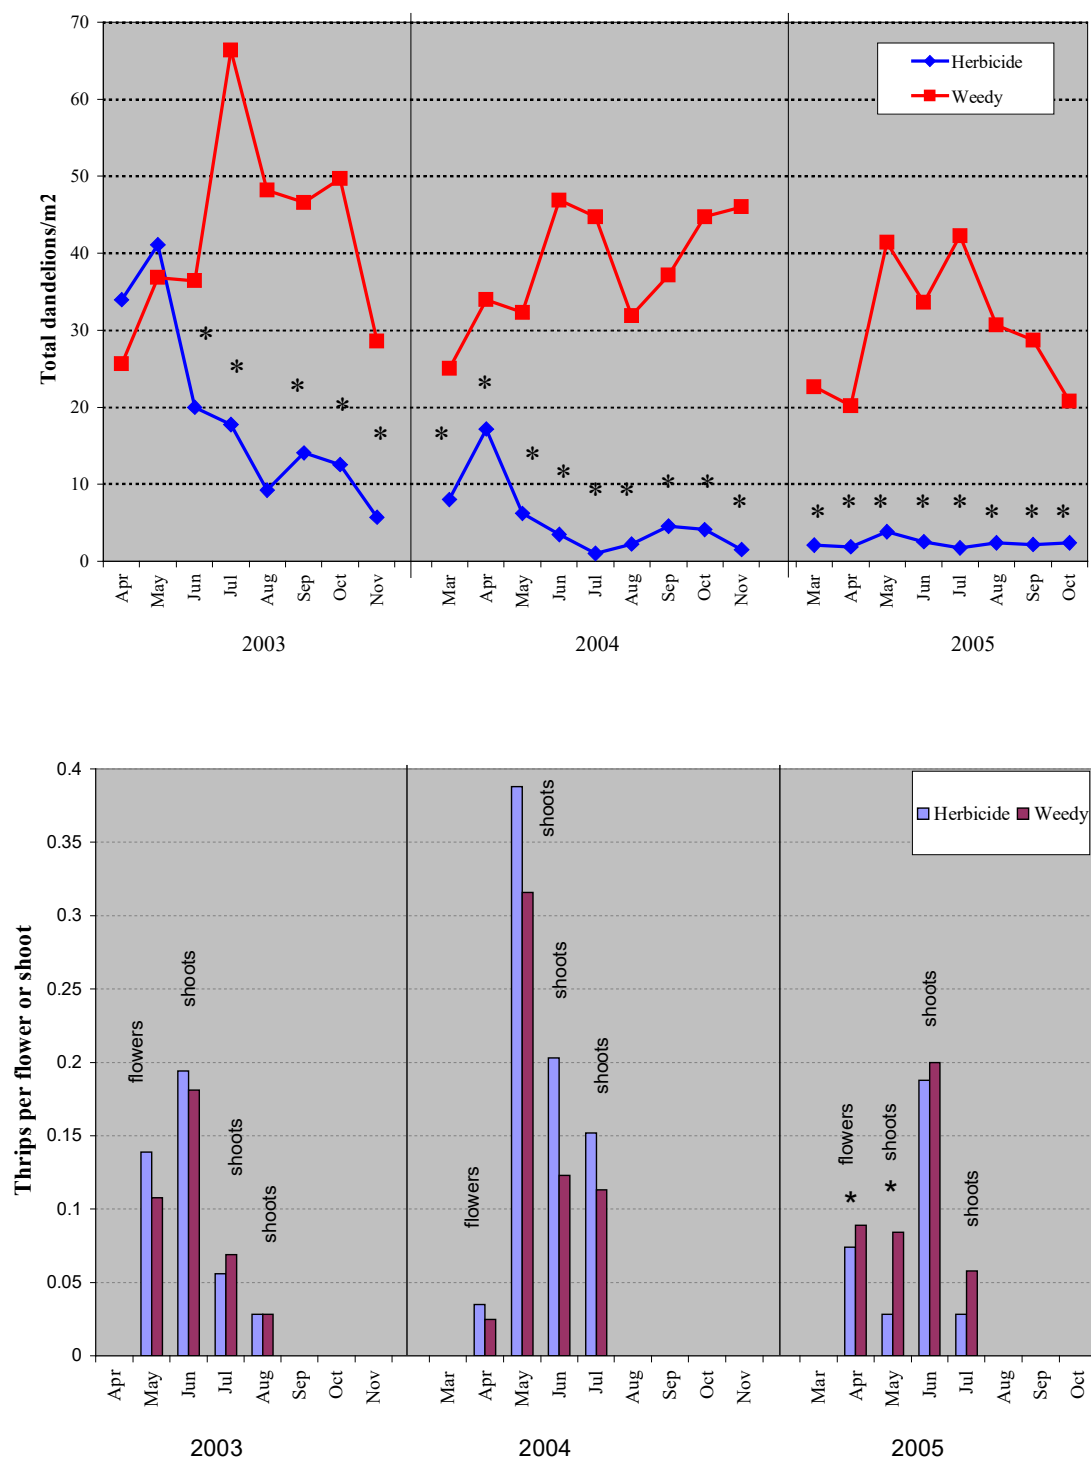 70
60
50
40
30
20
10
0
Total dandelions/m2
Herbicide
Weedy
* * * * * * * * * * * * * *
* * * * * * * *
Apr May Jun Jul Aug Sep Oct Nov Mar Apr May Jun Jul Aug Sep Oct Nov Mar Apr May Jun Jul Aug Sep Oct
2003 2004 2005
0.4
0.35
0.3
0.25
0.2
0.15
0.1
0.05
0
Thrips per flower or shoot
Herbicide Weedy
flowers shoots shoots shoots
flowers shoots shoots shoots
flowers shoots shoots shoots
* *
Apr May Jun Jul Aug Sep Oct Nov Mar Apr May Jun Jul Aug Sep Oct Nov Mar Apr May Jun Jul Aug Sep Oct
2003 2004 2005